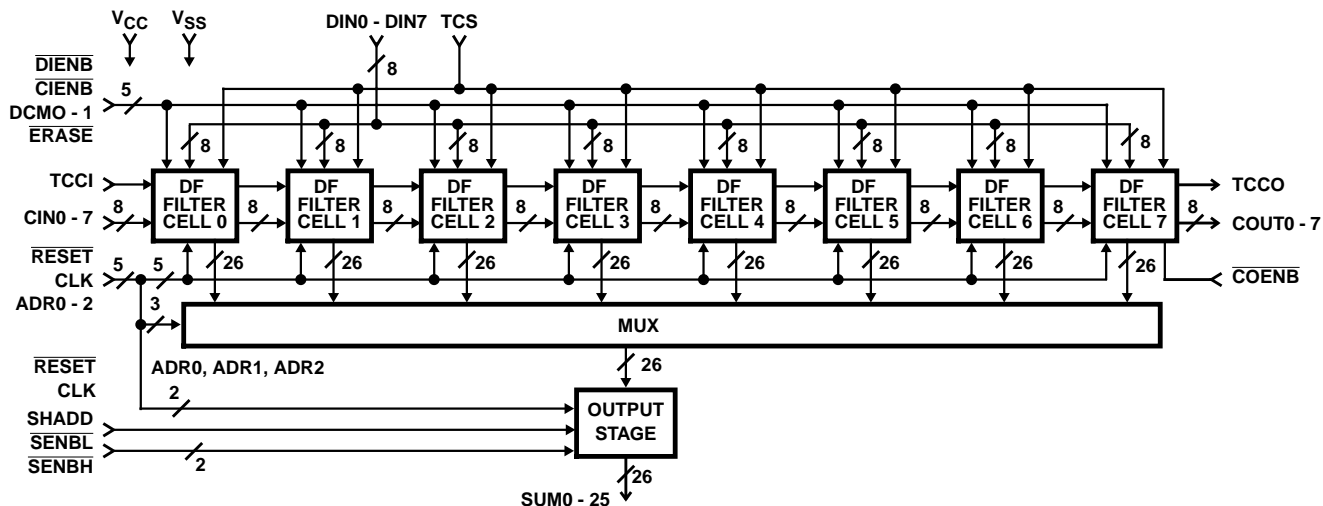 VCC
VSS
DIN0 - DIN7
TCS
DIENB
CIENB
DCMO - 1
ERASE
5
8
8
8
8
8
8
8
8
8
TCCI
CIN0 - 7
8
DF
FILTER
CELL 0
8
DF
FILTER
CELL 1
8
DF
FILTER
CELL 2
8
DF
FILTER
CELL 3
8
DF
FILTER
CELL 4
8
DF
FILTER
CELL 5
8
DF
FILTER
CELL 6
8
DF
FILTER
CELL 7
8
TCCO
COUT0 - 7
RESET
CLK
ADR0 - 2
5
5
3
26
26
26
26
26
26
26
26
COENB
MUX
ADR0, ADR1, ADR2
26
RESET
CLK
2
SHADD
SENBL
SENBH
2
OUTPUT
STAGE
26
SUM0 - 25